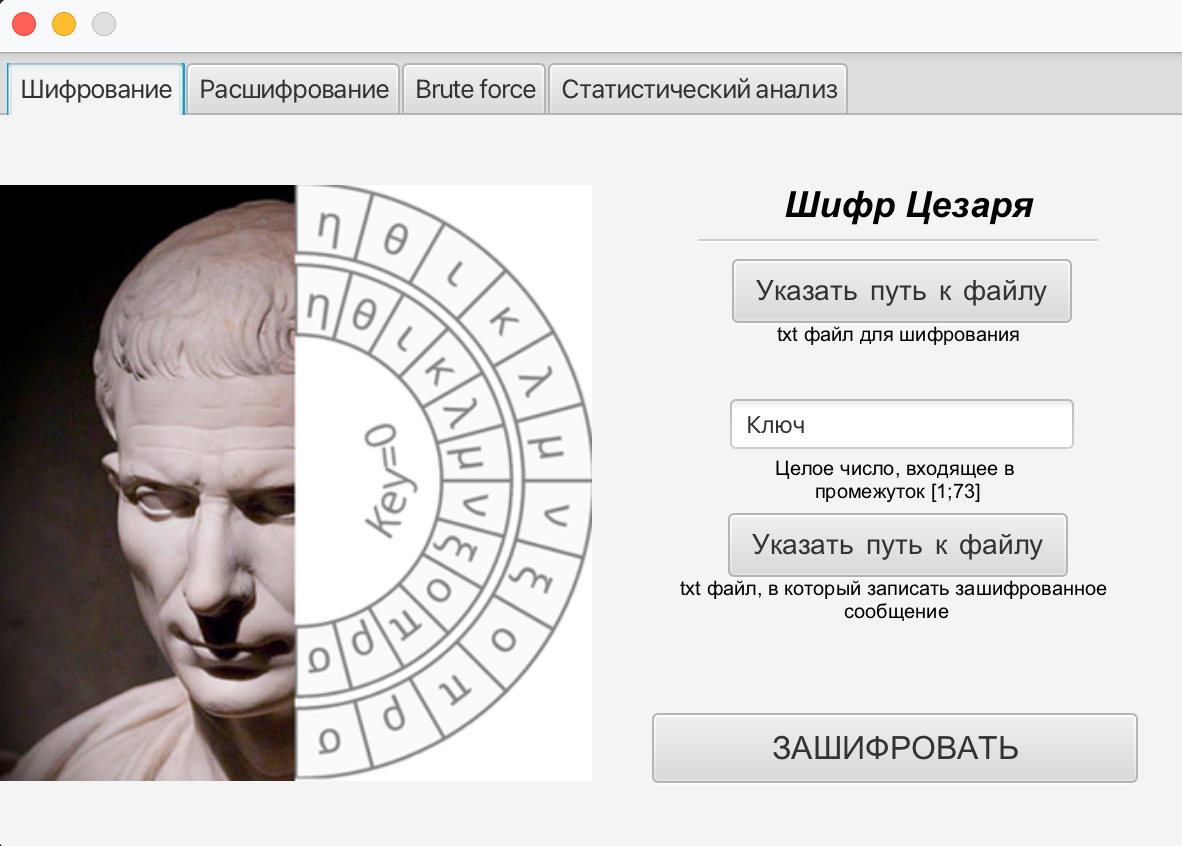 Шифрование
Расшифрование
Brute force
Статистический анализ
η θ ι κ λ μ ν ξ ο π ρ α
η θ ι κ λ μ ν ξ ο π ρ α
Key=0
Шифр Цезаря
Указать путь к файлу
txt файл для шифрования
Ключ
Целое число, входящее в
промежуток [1;73]
Указать путь к файлу
txt файл, в который записать зашифрованное
сообщение
ЗАШИФРОВАТЬ